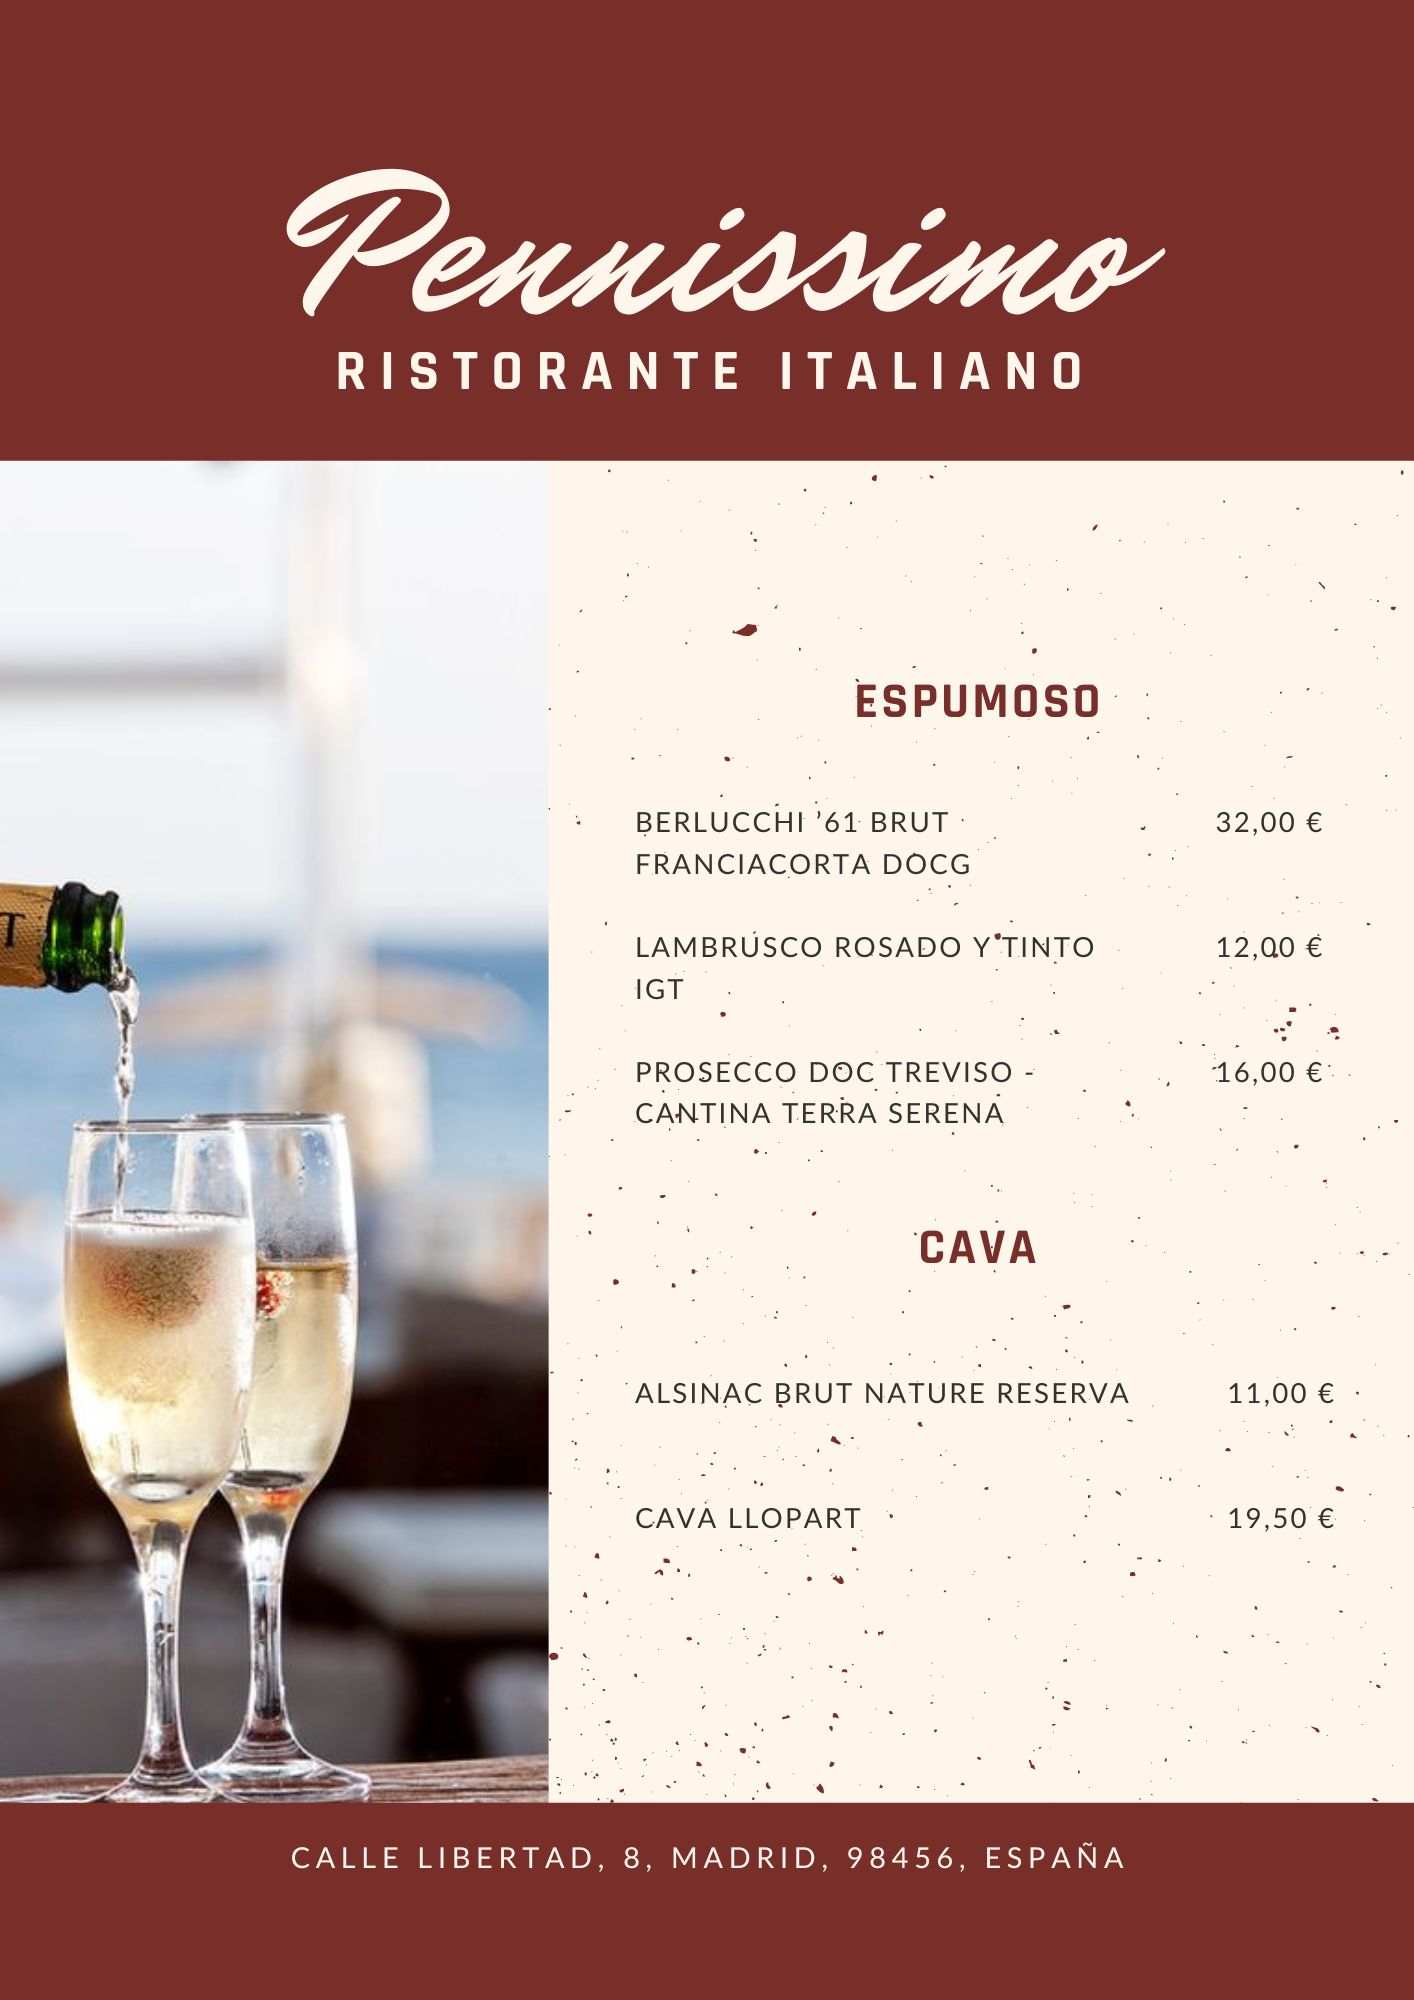 Pennissimo
RISTORANTE ITALIANO
ESPUMOSO
BERLUCCHI ’61 BRUT 32,00 €
FRANCIACORTA DOCG
LAMBRUSCO ROSADO Y TINTO 12,00 €
IGT
PROSECCO DOC TREVISO - 16,00 €
CANTINA TERRA SERENA
CAVA
ALSINAC BRUT NATURE RESERVA 11,00 €
CAVA LLOPART 19,50 €
CALLE LIBERTAD, 8, MADRID, 98456, ESPAÑA